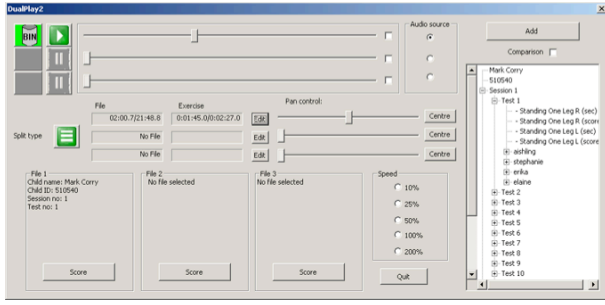 DualPlay2
BIN
Audio source
Add
Comparison
File
Exercise
Pan control:
02:00.7/21:48.8
0:01:45.0/0:02:27.0
Edit
Centre
Split type
No File
Edit
Centre
No File
Edit
Centre
File 1
Child name: Mark Corry
Child ID: 510540
Session no: 1
Test no: 1
Score
File 2
No file selected
Score
File 3
No file selected
Score
Speed
10%
25%
50%
100%
200%
Quit
Mark Corry
510540
Session 1
Test 1
- Standing One Leg R (sec)
- Standing One Leg R (score
- Standing One Leg L (sec)
- Standing One Leg L (score
aishling
stephanie
erika
elaine
Test 2
Test 3
Test 4
Test 5
Test 6
Test 7
Test 8
Test 9
Test 10